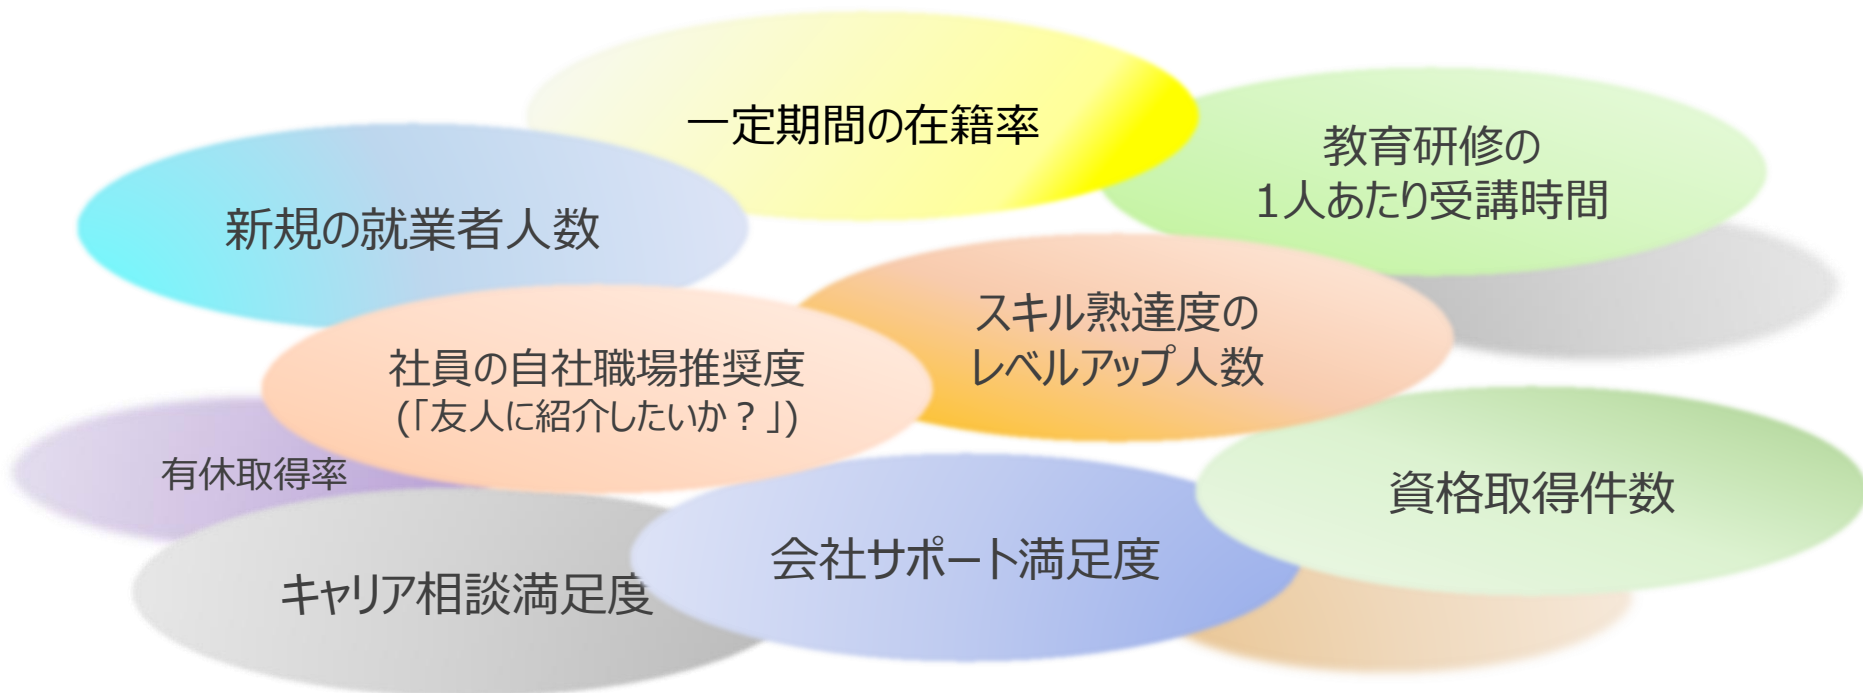 一定期間の在籍率
教育研修の
1人あたり受講時間
新規の就業者人数
スキル熟達度の
レベルアップ人数
社員の自社職場推奨度
(「友人に紹介したいか？」)
有休取得率
資格取得件数
会社サポート満足度
キャリア相談満足度